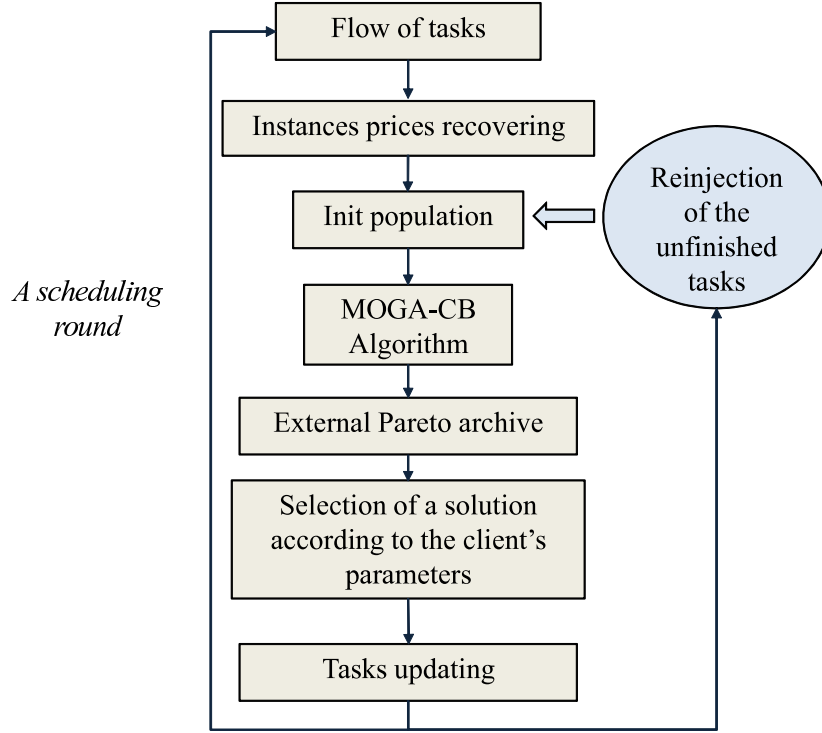 Flow of tasks
Instances prices recovering
Init population
Reinjection
of the
unfinished
tasks
A scheduling
round
MOGA-CB
Algorithm
External Pareto archive
Selection of a solution
according to the client’s
parameters
Tasks updating